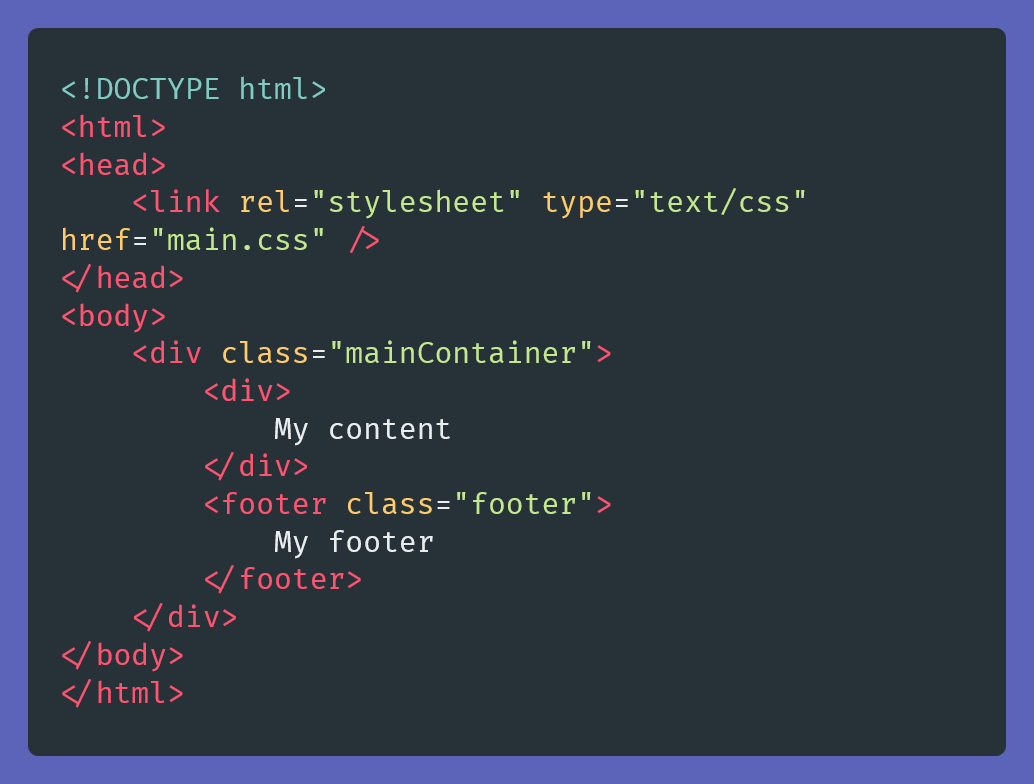 <!DOCTYPE html>
<html>
<head>
    <link rel="stylesheet" type="text/css"
href="main.css" />
</head>
<body>
    <div class="mainContainer">
        <div>
            My content
        </div>
        <footer class="footer">
            My footer
        </footer>
    </div>
</body>
</html>